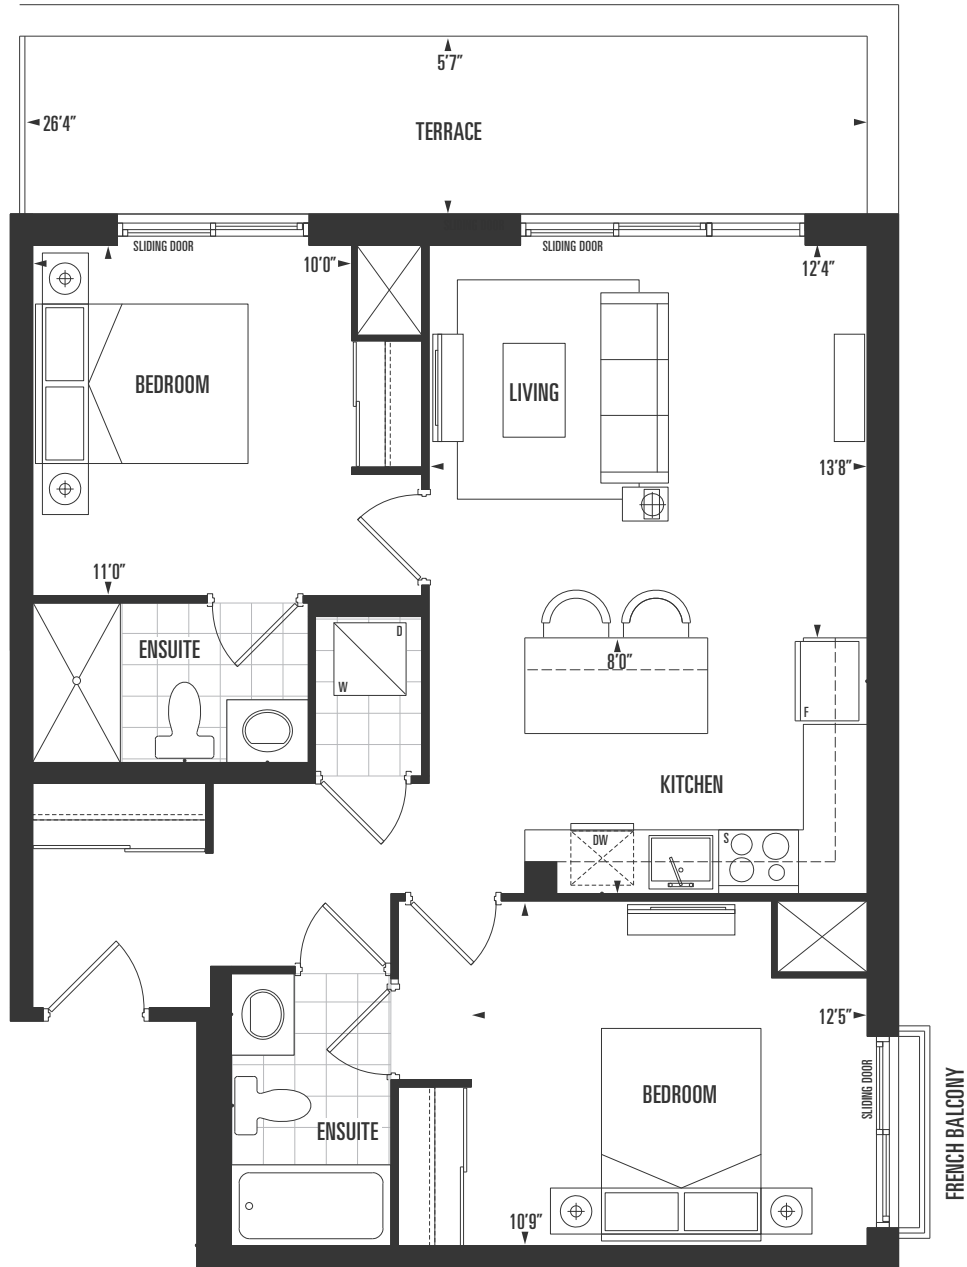 5'7"
26'4"
TERRACE
SLIDING DOOR
SLIDING DOOR
10'0"
12'4"
BEDROOM
LIVING
13'8"
11'0"
ENSUITE
D
W
8'0"
F
KITCHEN
DW
S
12'5"
SLIDING DOOR
BEDROOM
FRENCH BALCONY
ENSUITE
10'9"